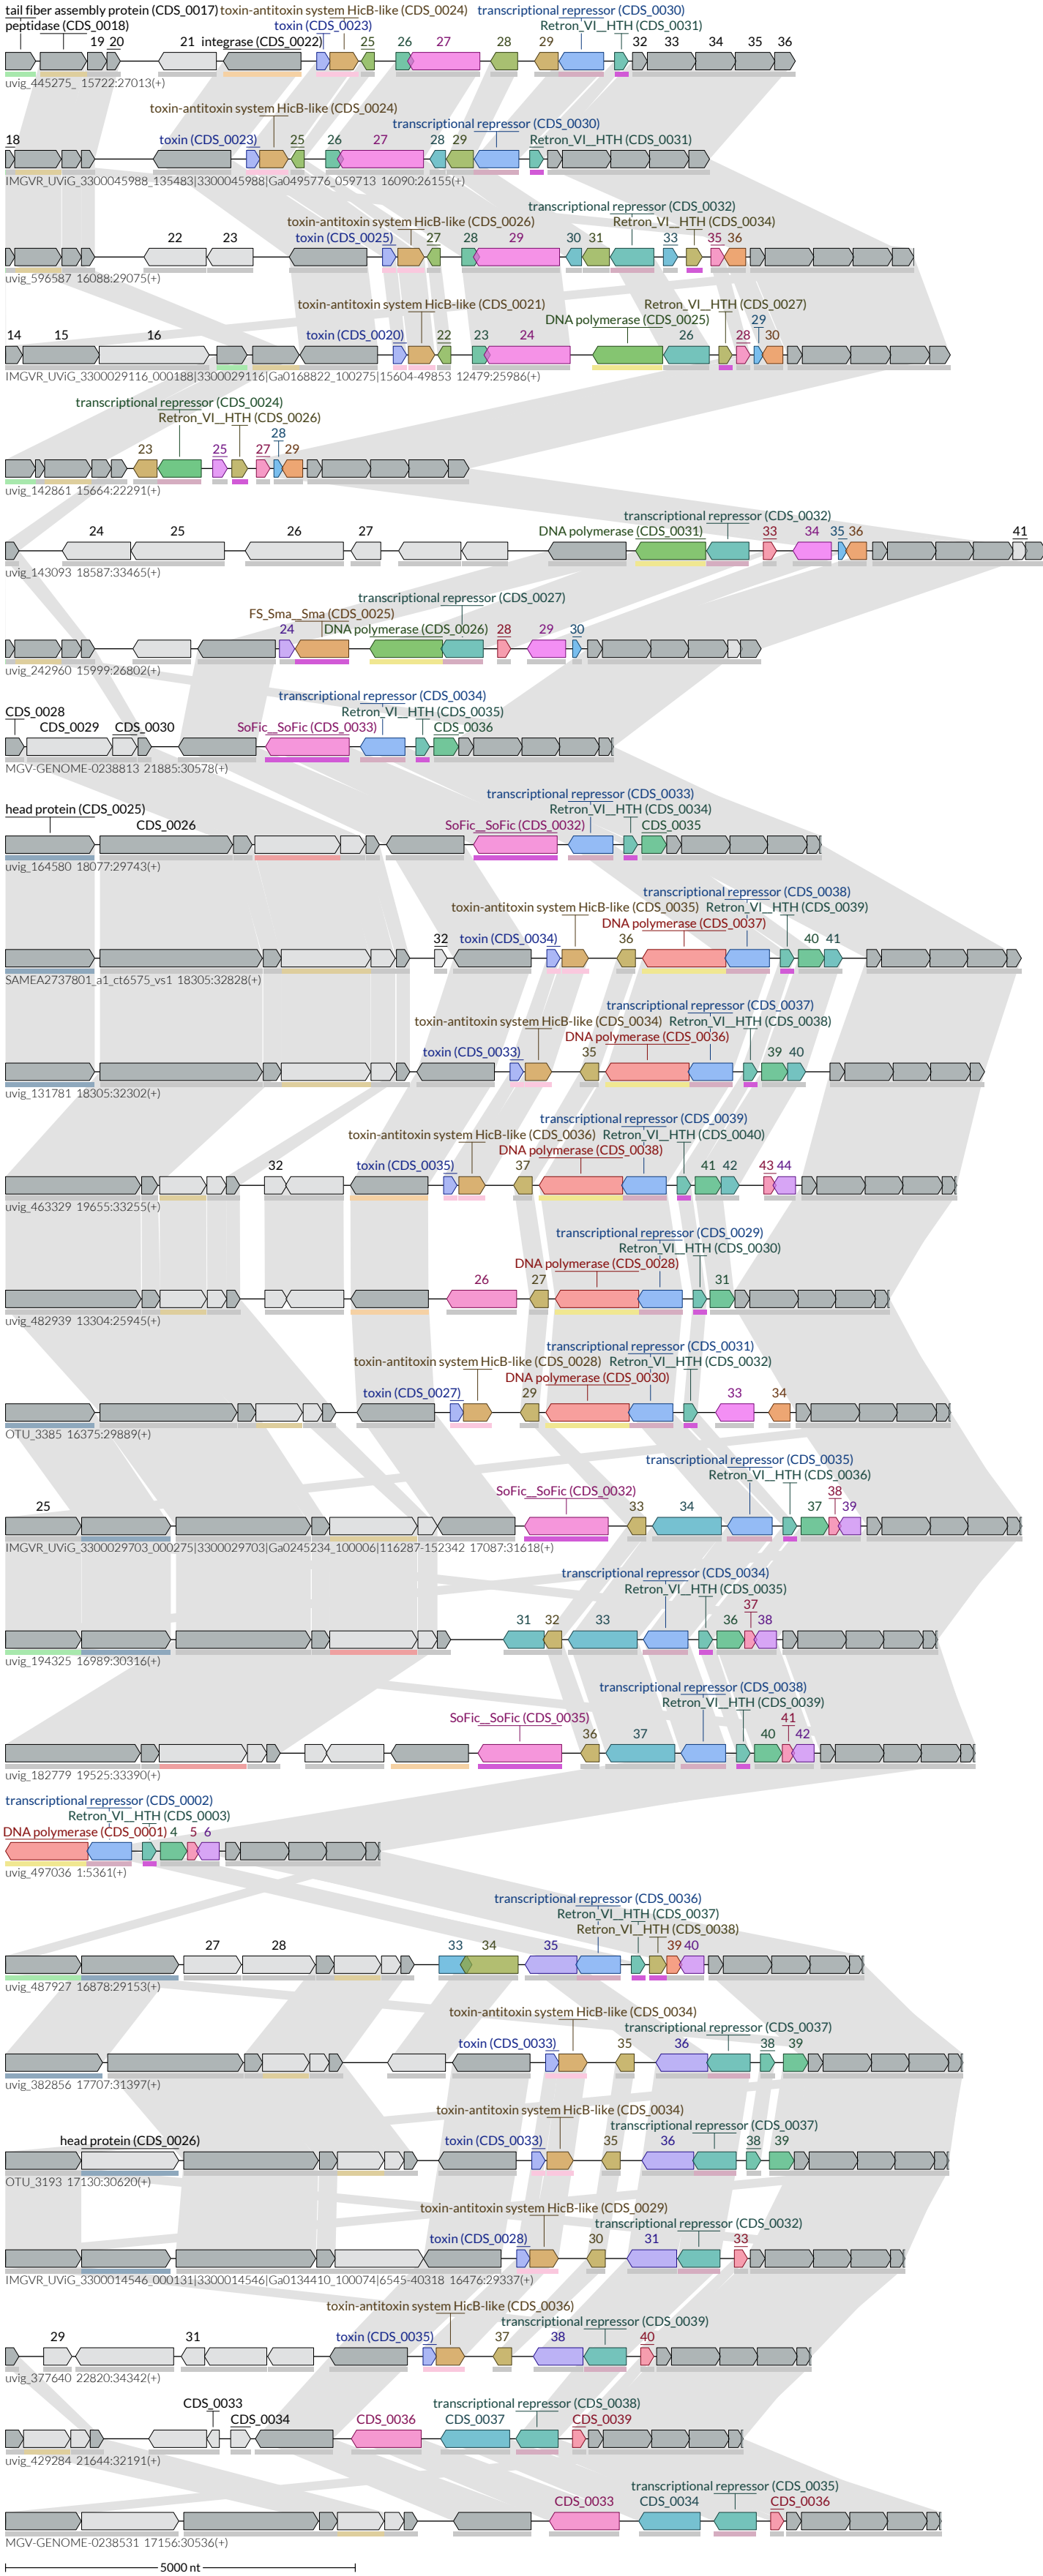 tail fiber assembly protein (CDS_0017) toxin-antitoxin system HicB-like (CDS_0024) transcriptional repressor (CDS_0030)
peptidase (CDS_0018) toxin (CDS_0023) Retron_VI__HTH (CDS_0031)
19 20 21 integrase (CDS_0022) 25 26 27 28 29 32 33 34 35 36
uvig_445275_ 15722:27013(+)
toxin-antitoxin system HicB-like (CDS_0024)
transcriptional repressor (CDS_0030)
18 toxin (CDS_0023) 25 26 27 28 29 Retron_VI__HTH (CDS_0031)
IMGVR_UViG_3300045988_135483|3300045988|Ga0495776_059713 16090:26155(+)
transcriptional repressor (CDS_0032)
toxin-antitoxin system HicB-like (CDS_0026) Retron_VI__HTH (CDS_0034)
22 23 toxin (CDS_0025) 27 28 29 30 31 33 35 36
uvig_596587 16088:29075(+)
toxin-antitoxin system HicB-like (CDS_0021) Retron_VI__HTH (CDS_0027)
DNA polymerase (CDS_0025) 29
14 15 16 toxin (CDS_0020) 22 23 24 26 28 30
IMGVR_UViG_3300029116_000188|3300029116|Ga0168822_100275|15604-49853 12479:25986(+)
transcriptional repressor (CDS_0024)
Retron_VI__HTH (CDS_0026)
28
23 25 27 29
uvig_142861 15664:22291(+)
transcriptional repressor (CDS_0032)
24 25 26 27 DNA polymerase (CDS_0031) 33 34 35 36 41
uvig_143093 18587:33465(+)
transcriptional repressor (CDS_0027)
FS_Sma__Sma (CDS_0025)
24 DNA polymerase (CDS_0026) 28 29 30
uvig_242960 15999:26802(+)
transcriptional repressor (CDS_0034)
CDS_0028 Retron_VI__HTH (CDS_0035)
CDS_0029 CDS_0030 SoFic__SoFic (CDS_0033) CDS_0036
MGV-GENOME-0238813 21885:30578(+)
transcriptional repressor (CDS_0033)
head protein (CDS_0025) Retron_VI__HTH (CDS_0034)
CDS_0026 SoFic__SoFic (CDS_0032) CDS_0035
uvig_164580 18077:29743(+)
transcriptional repressor (CDS_0038)
toxin-antitoxin system HicB-like (CDS_0035) Retron_VI__HTH (CDS_0039)
DNA polymerase (CDS_0037)
32 toxin (CDS_0034) 36 40 41
SAMEA2737801_a1_ct6575_vs1 18305:32828(+)
transcriptional repressor (CDS_0037)
toxin-antitoxin system HicB-like (CDS_0034) Retron_VI__HTH (CDS_0038)
DNA polymerase (CDS_0036)
toxin (CDS_0033) 35 39 40
uvig_131781 18305:32302(+)
transcriptional repressor (CDS_0039)
toxin-antitoxin system HicB-like (CDS_0036) Retron_VI__HTH (CDS_0040)
DNA polymerase (CDS_0038)
32 toxin (CDS_0035) 37 41 42 43 44
uvig_463329 19655:33255(+)
transcriptional repressor (CDS_0029)
Retron_VI__HTH (CDS_0030)
DNA polymerase (CDS_0028)
26 27 31
uvig_482939 13304:25945(+)
transcriptional repressor (CDS_0031)
toxin-antitoxin system HicB-like (CDS_0028) Retron_VI__HTH (CDS_0032)
DNA polymerase (CDS_0030)
toxin (CDS_0027) 29 33 34
OTU_3385 16375:29889(+)
transcriptional repressor (CDS_0035)
Retron_VI__HTH (CDS_0036)
SoFic__SoFic (CDS_0032) 38
25 33 34 37 39
IMGVR_UViG_3300029703_000275|3300029703|Ga0245234_100006|116287-152342 17087:31618(+)
transcriptional repressor (CDS_0034)
Retron_VI__HTH (CDS_0035)
37
31 32 33 36 38
uvig_194325 16989:30316(+)
transcriptional repressor (CDS_0038)
Retron_VI__HTH (CDS_0039)
SoFic__SoFic (CDS_0035) 41
36 37 40 42
uvig_182779 19525:33390(+)
transcriptional repressor (CDS_0002)
Retron_VI__HTH (CDS_0003)
DNA polymerase (CDS_0001) 4 5 6
uvig_497036 1:5361(+)
transcriptional repressor (CDS_0036)
Retron_VI__HTH (CDS_0037)
Retron_VI__HTH (CDS_0038)
27 28 33 34 35 39 40
uvig_487927 16878:29153(+)
toxin-antitoxin system HicB-like (CDS_0034)
transcriptional repressor (CDS_0037)
toxin (CDS_0033) 35 36 38 39
uvig_382856 17707:31397(+)
toxin-antitoxin system HicB-like (CDS_0034)
transcriptional repressor (CDS_0037)
head protein (CDS_0026) toxin (CDS_0033) 35 36 38 39
OTU_3193 17130:30620(+)
toxin-antitoxin system HicB-like (CDS_0029)
transcriptional repressor (CDS_0032)
toxin (CDS_0028) 30 31 33
IMGVR_UViG_3300014546_000131|3300014546|Ga0134410_100074|6545-40318 16476:29337(+)
toxin-antitoxin system HicB-like (CDS_0036)
transcriptional repressor (CDS_0039)
29 31 toxin (CDS_0035) 37 38 40
uvig_377640 22820:34342(+)
CDS_0033 transcriptional repressor (CDS_0038)
CDS_0034 CDS_0036 CDS_0037 CDS_0039
uvig_429284 21644:32191(+)
transcriptional repressor (CDS_0035)
CDS_0033 CDS_0034 CDS_0036
MGV-GENOME-0238531 17156:30536(+)
5000 nt